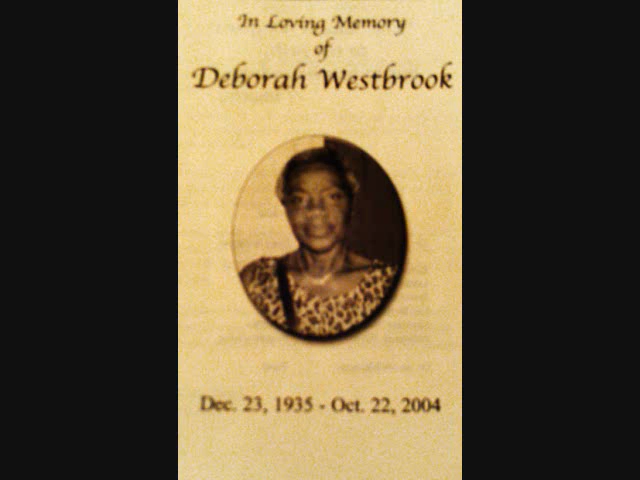 In Loving Memory
of
Deborah Westbrook
Dec. 23, 1935 - Oct. 22, 2004